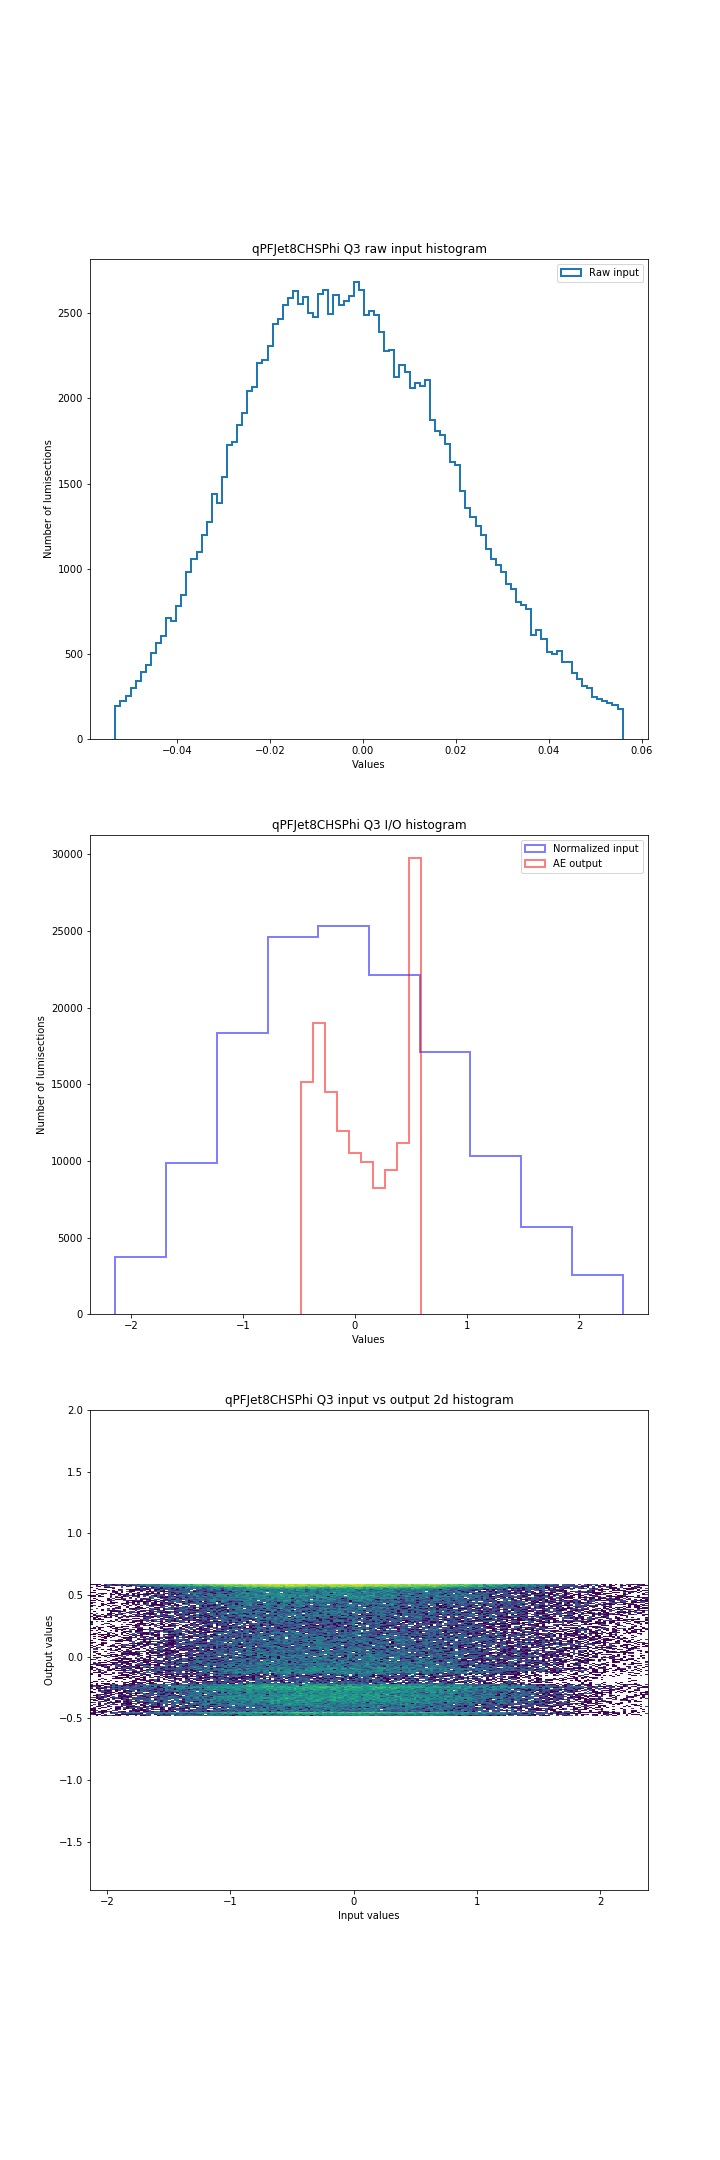 qPFJet8CHSPhi Q3 raw input histogram
Raw input
2500
2000
1500
1000
500
0
Number of lumisections
−0.04 −0.02 0.00 0.02 0.04 0.06
Values
qPFJet8CHSPhi Q3 I/O histogram
Normalized input
AE output
30000
25000
20000
15000
10000
5000
0
Number of lumisections
−2 −1 0 1 2
Values
qPFJet8CHSPhi Q3 input vs output 2d histogram
2.0
1.5
1.0
0.5
0.0
−0.5
−1.0
−1.5
Output values
−2 −1 0 1 2
Input values